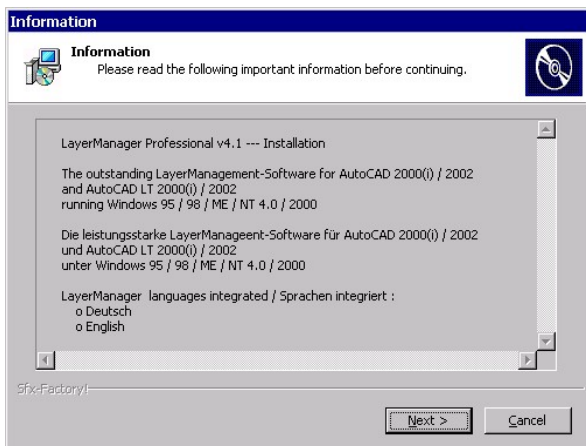 Information
Information
Please read the following important information before continuing.
LayerManager Professional v4.1 --- Installation
The outstanding LayerManagement-Software for AutoCAD 2000(i) / 2002
and AutoCAD LT 2000(i) / 2002
running Windows 95 / 98 / ME / NT 4.0 / 2000
Die leistungsstarke LayerManageent-Software für AutoCAD 2000(i) / 2002
und AutoCAD LT 2000(i) / 2002
unter Windows 95 / 98 / ME / NT 4.0 / 2000
LayerManager languages integrated / Sprachen integriert :
o Deutsch
o English
Sfx-Factory!
Next >
Cancel